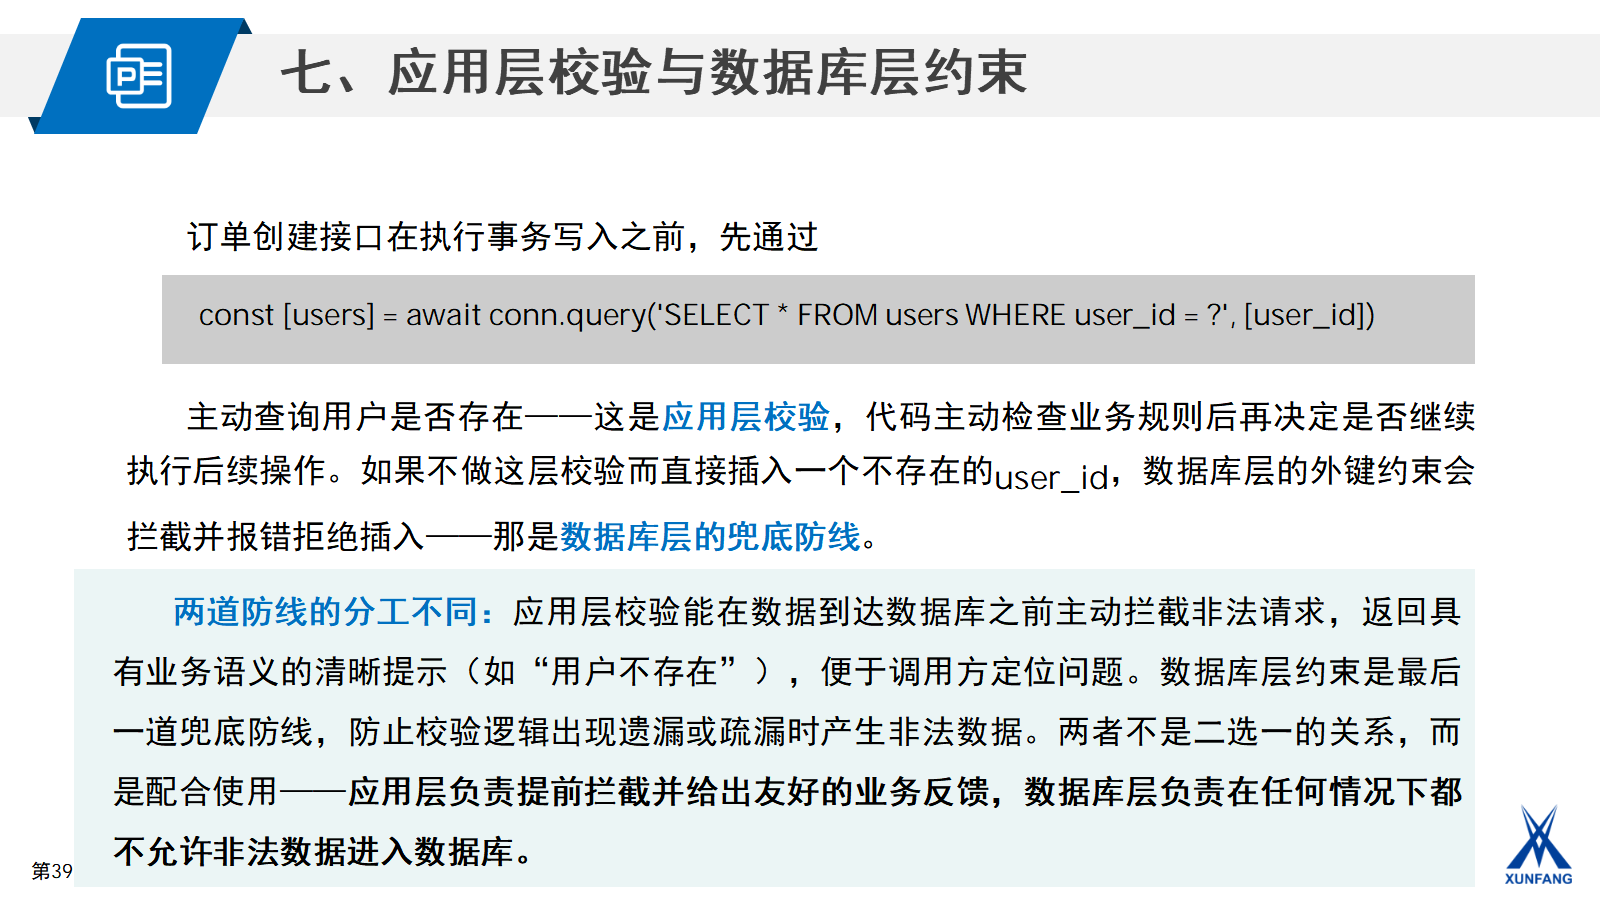 七、应用层校验与数据库层约束
订单创建接口在执行事务写入之前，先通过
const [users] = await conn.query('SELECT * FROM users WHERE user_id = ?', [user_id])
主动查询用户是否存在——这是应用层校验，代码主动检查业务规则后再决定是否继续
执行后续操作。如果不做这层校验而直接插入一个不存在的user_id，数据库层的外键约束会
拦截并报错拒绝插入——那是数据库层的兜底防线。
两道防线的分工不同：应用层校验能在数据到达数据库之前主动拦截非法请求，返回具
有业务语义的清晰提示（如“用户不存在”），便于调用方定位问题。数据库层约束是最后
一道兜底防线，防止校验逻辑出现遗漏或疏漏时产生非法数据。两者不是二选一的关系，而
是配合使用——应用层负责提前拦截并给出友好的业务反馈，数据库层负责在任何情况下都
不允许非法数据进入数据库。
第39
XUNFANG